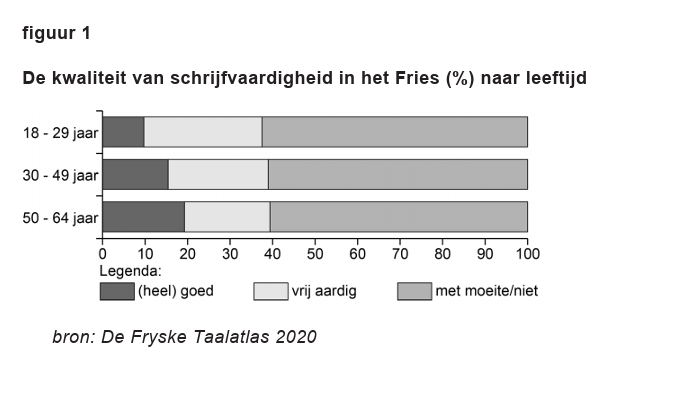 figuur 1
De kwaliteit van schrijfvaardigheid in het Fries (%) naar leeftijd
18 - 29 jaar
30 - 49 jaar
50 - 64 jaar
0 10 20 30 40 50 60 70 80 90 100
Legenda:
(heel) goed vrij aardig met moeite/niet
bron: De Fryske Taalatlas 2020